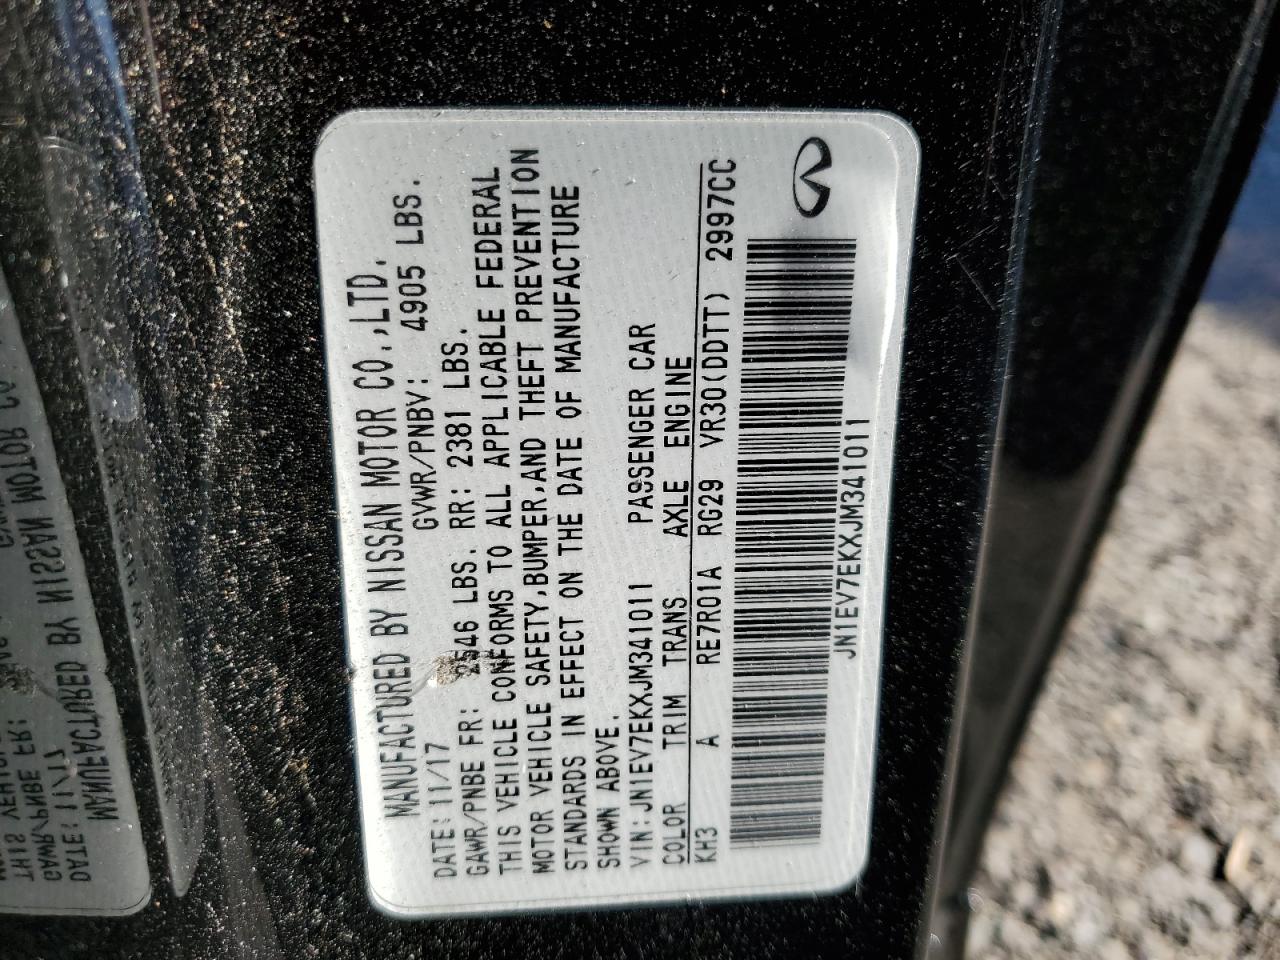 MANUFACTURED BY NISSAN MOTOR CO.,LTD.
DATE: 11/17 GVWR/PNBV: 4905 LBS.
GAWR/PNBE FR: 2546 LBS. RR: 2381 LBS.
THIS VEHICLE CONFORMS TO ALL APPLICABLE FEDERAL
MOTOR VEHICLE SAFETY,BUMPER,AND THEFT PREVENTION
STANDARDS IN EFFECT ON THE DATE OF MANUFACTURE
SHOWN ABOVE.
VIN:JN1EV7EKXJM341011 PASSENGER CAR
COLOR TRIM TRANS AXLE ENGINE
KH3 A RE7R01A RG29 VR30(DDTT) 2997CC
JN1EV7EKXJM341011